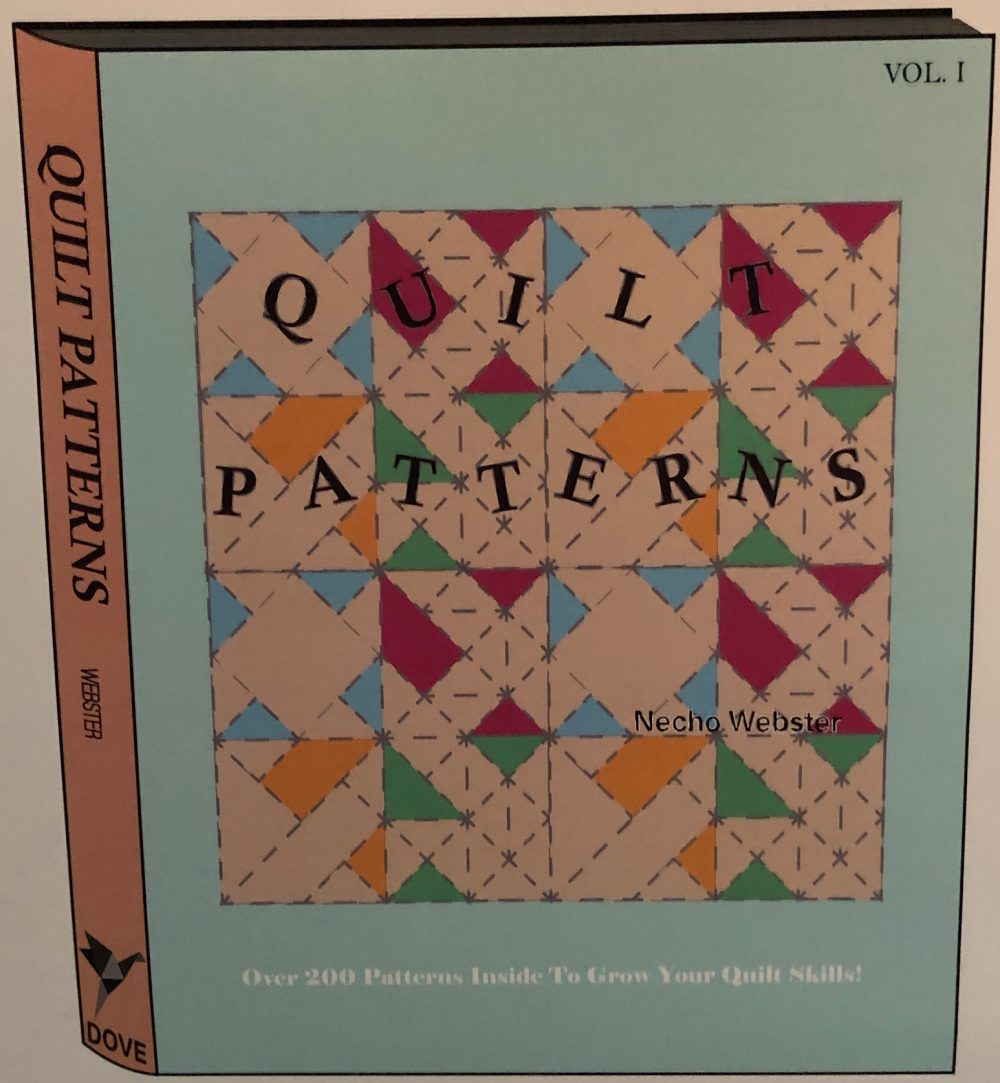 VOL. I
QUILT
PATTERNS
Necho Webster
Over 200 Patterns Inside To Grow Your Quilt Skills!
QUILT PATTERNS
WEBSTER
DOVE